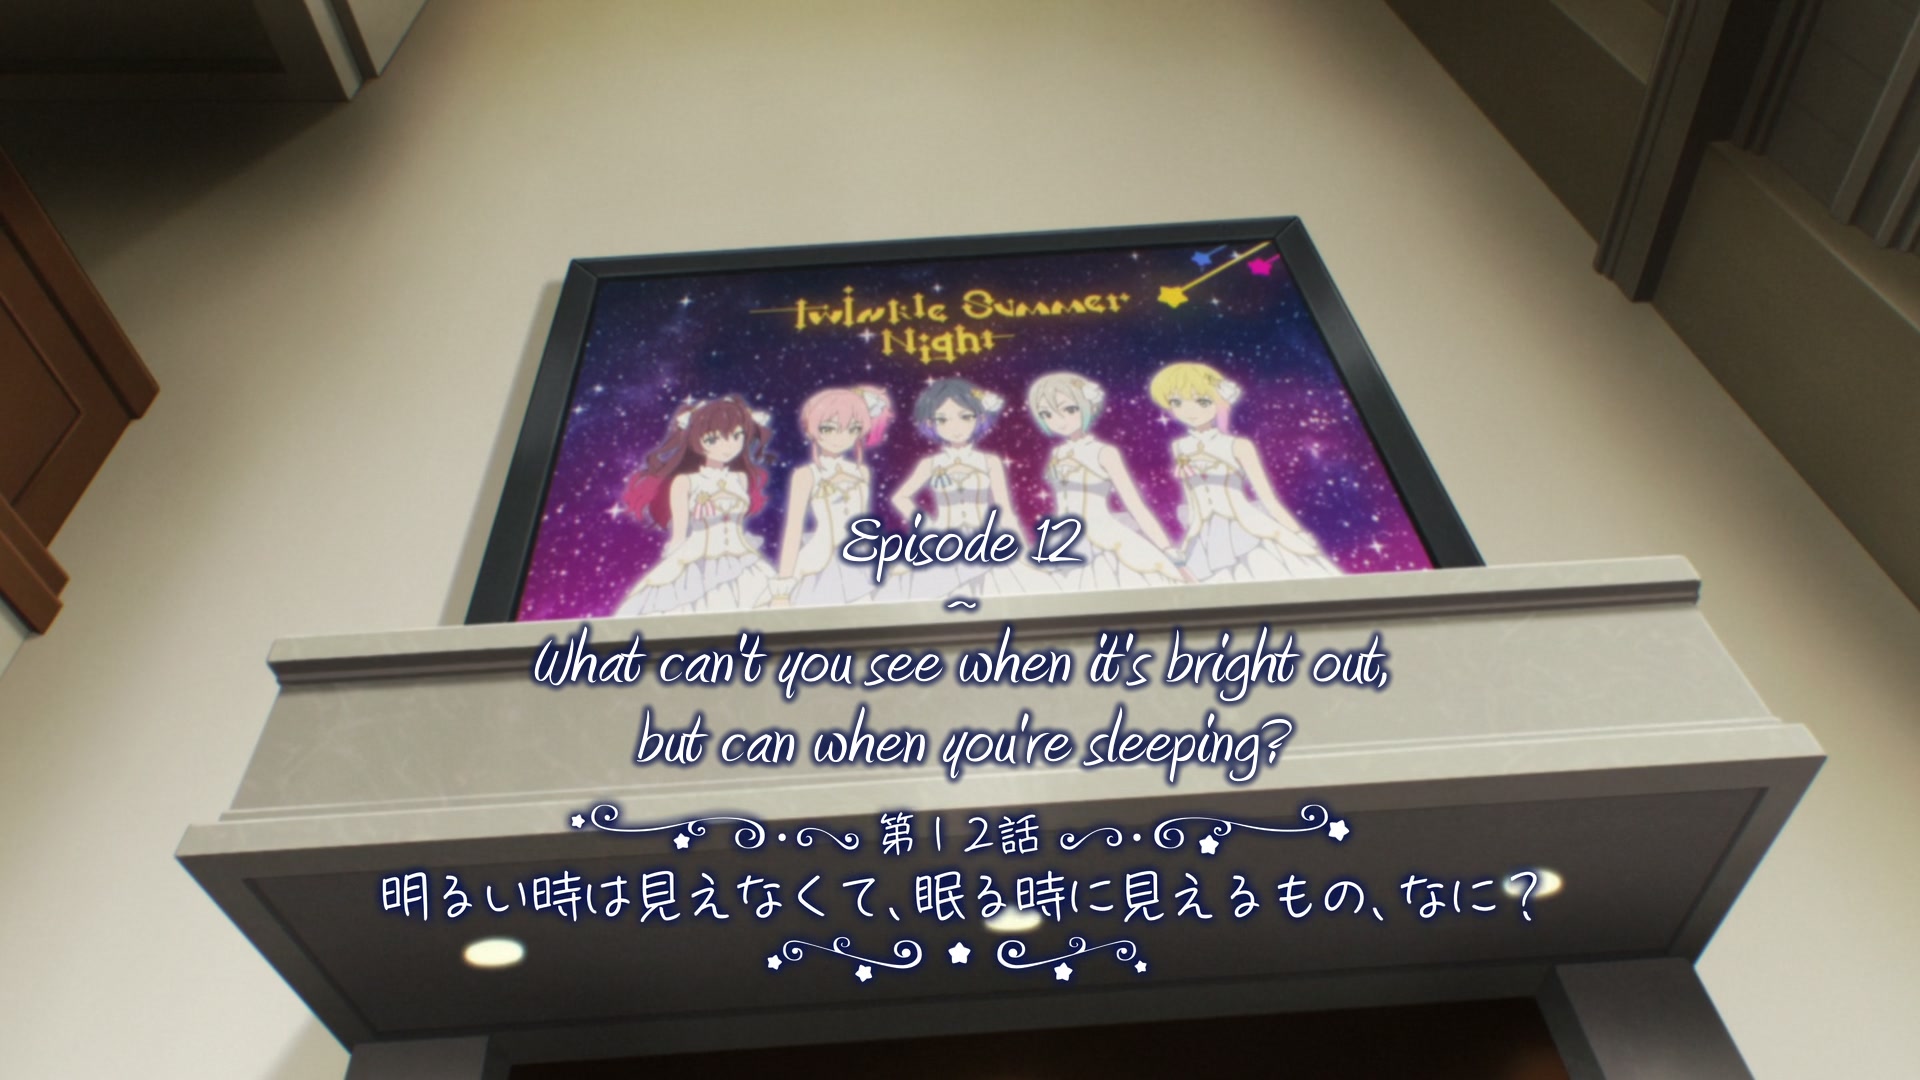 Twinkle Summer
Night
Episode 12
~
What can't you see when it's bright out,
but can when you're sleeping?
第12話
明るい時は見えなくて、眠る時に見えるもの、なに?